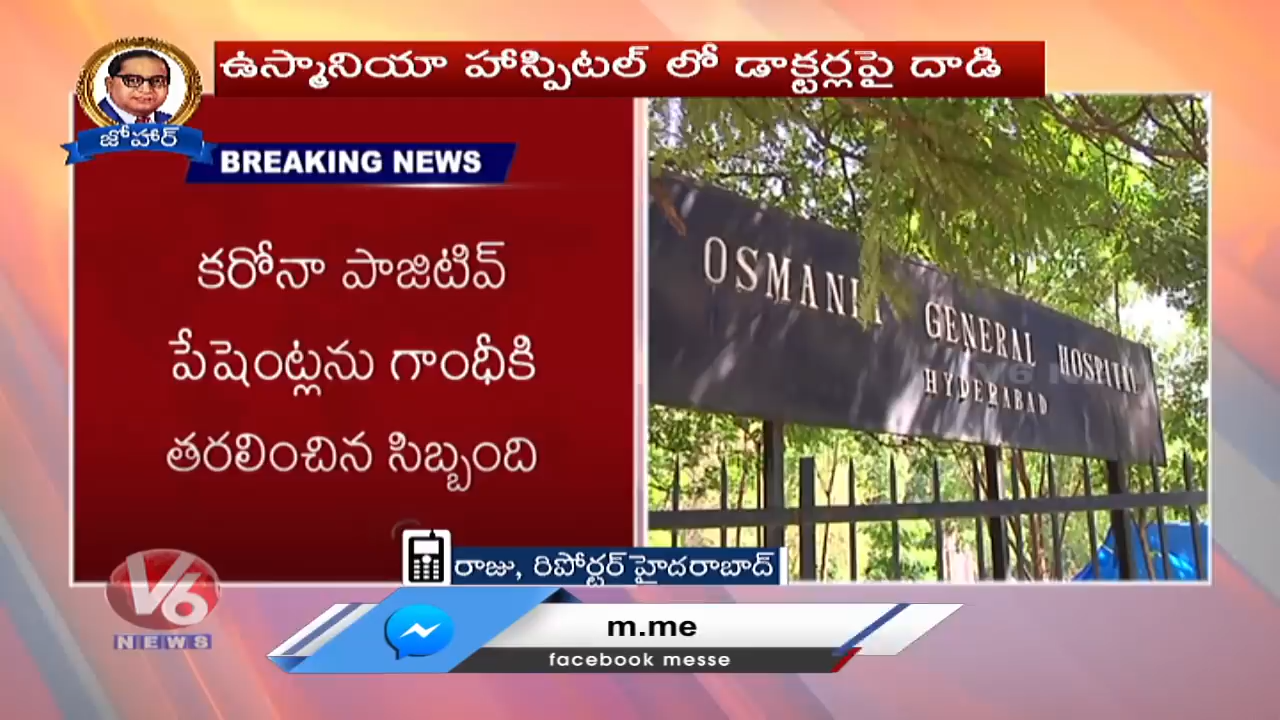 ఉస్మానియా హాస్పిటల్ లో డాక్టర్లపై దాడి
జోహార్
BREAKING NEWS
కరోనా పాజిటివ్
పేషెంట్లను గాంధీకి
తరలించిన సిబ్బంది
OSMANIA GENERAL HOSPITAL
HYDERABAD
రాజు, రిపోర్టర్ హైదరాబాద్
V6
NEWS
m.me
facebook messe